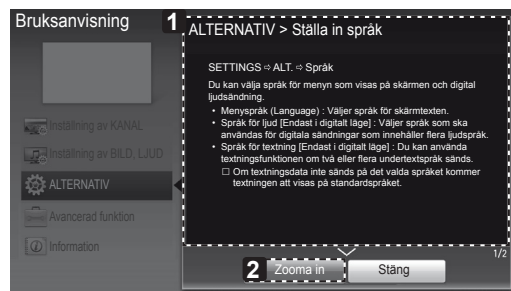 Bruksanvisning
1
ALTERNATIV > Ställa in språk
SETTINGS ⇨ ALT. ⇨ Språk
Du kan välja språk för menyn som visas på skärmen och digital
ljudsändning.
• Menyspråk (Language) : Väljer språk för skärmtexten.
• Språk för ljud [Endast i digitalt läge] : Väljer språk som ska
användas för digitala sändningar som innehåller flera ljudspråk.
• Språk för textning [Endast i digitalt läge] : Du kan använda
textningsfunktionen om två eller flera undertextspråk sänds.
☐ Om textningsdata inte sänds på det valda språket kommer
textningen att visas på standardspråket.
Inställning av KANAL
Inställning av BILD, LJUD
ALTERNATIV
Avancerad funktion
Information
1/2
2
Zooma in
Stäng